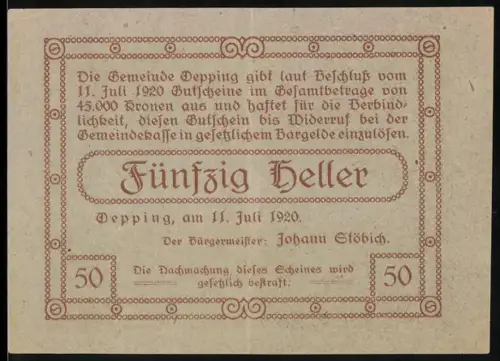 Die Gemeinde Oepping gibt laut Beschluß vom
11. Juli 1920 Gutscheine im Gesamtbetrage von
45.000 Kronen aus und haftet für die Verbind-
lichkeit, diesen Gutschein bis Widerruf bei der
Gemeindekasse in gesetzlichem Bargelde einzulösen.
Fünfzig Heller
Oepping, am 11. Juli 1920.
Der Bürgermeister: Johann Stöbich.
50 Die Nachmachung dieses Scheines wird 50
gesetzlich bestraft.